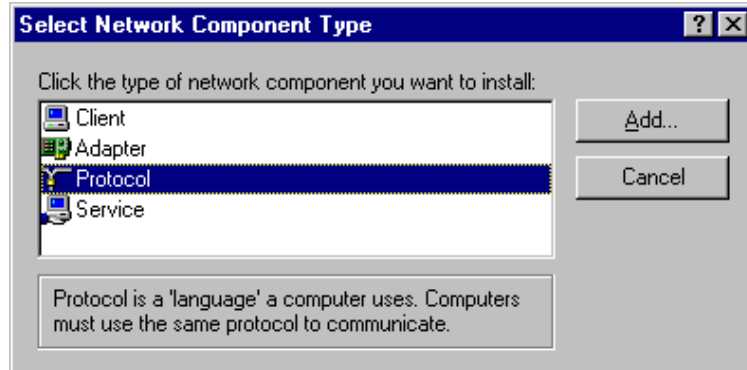 Select Network Component Type
Click the type of network component you want to install:
Client
Adapter
Protocol
Service
Add...
Cancel
Protocol is a 'language' a computer uses. Computers
must use the same protocol to communicate.